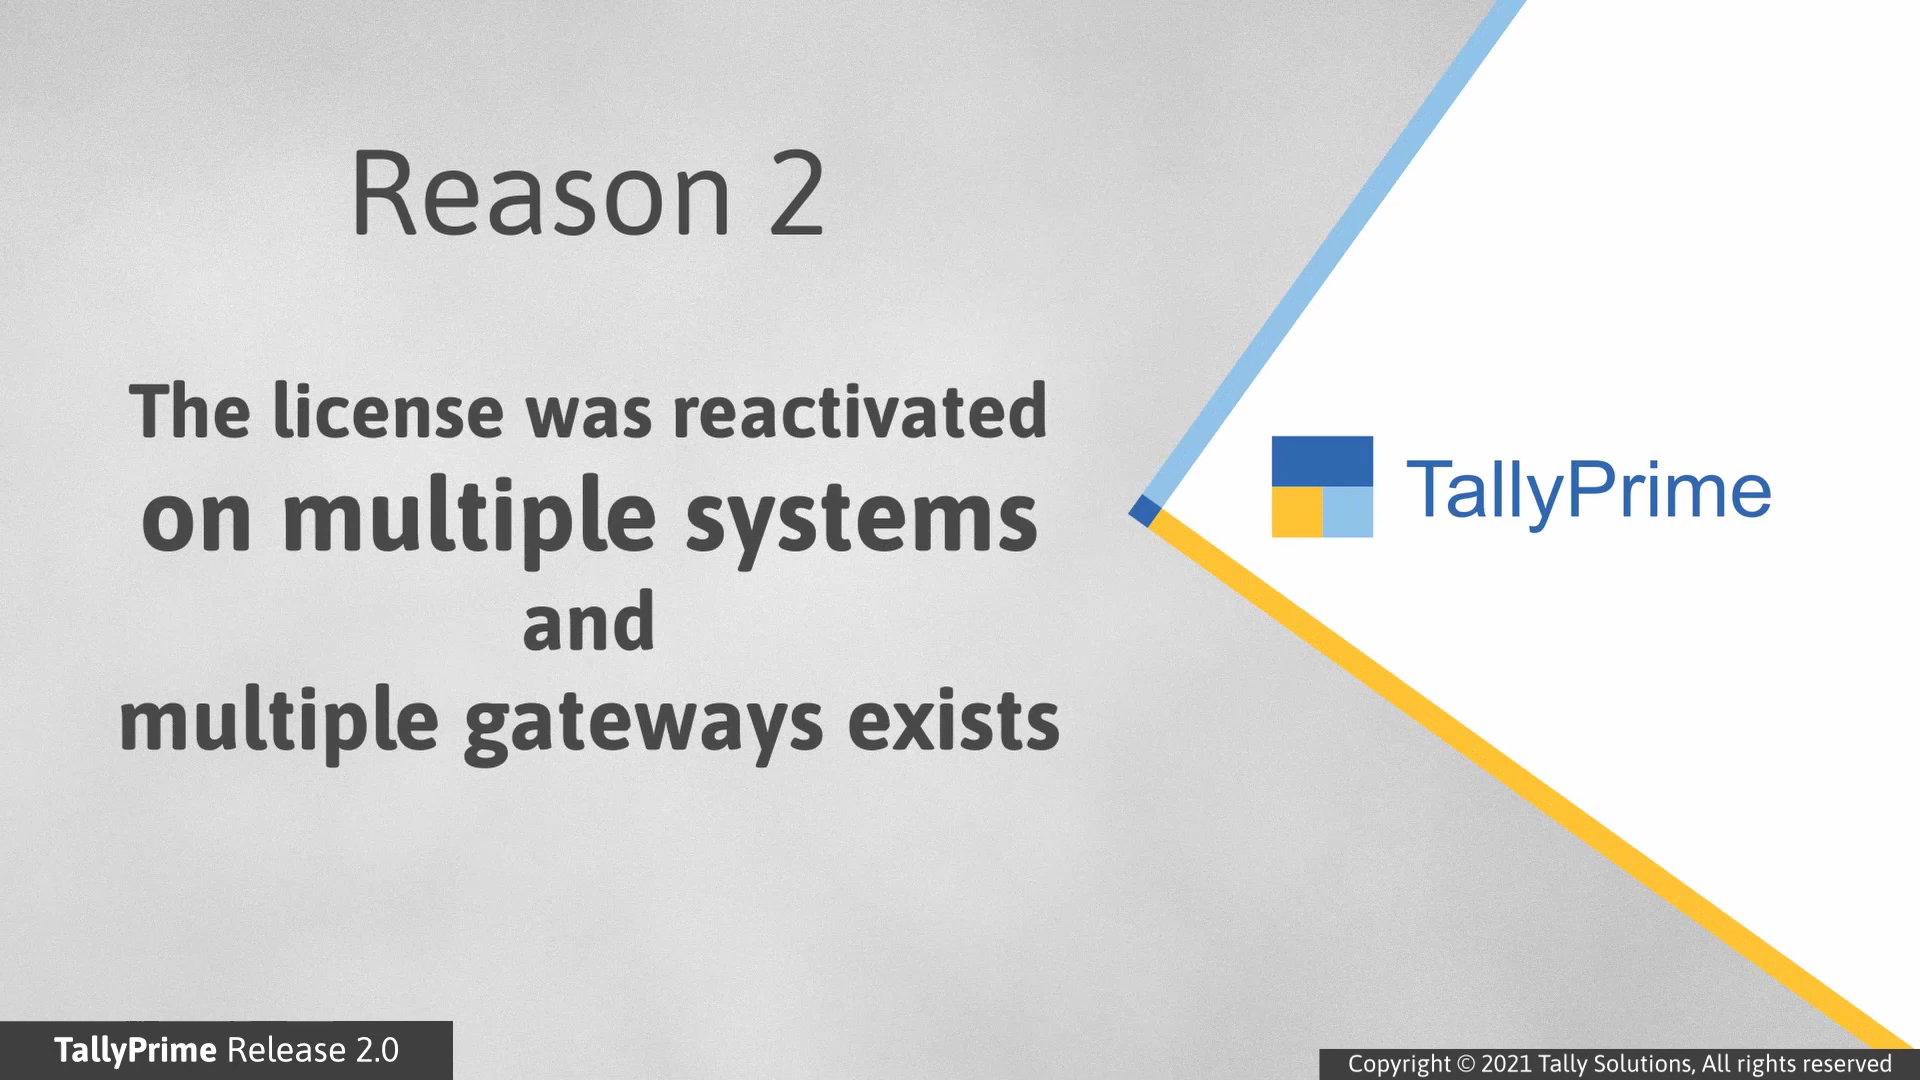 Reason 2
The license was reactivated
on multiple systems
and
multiple gateways exists
TallyPrime
TallyPrime Release 2.0
Copyright © 2021 Tally Solutions, All rights reserved